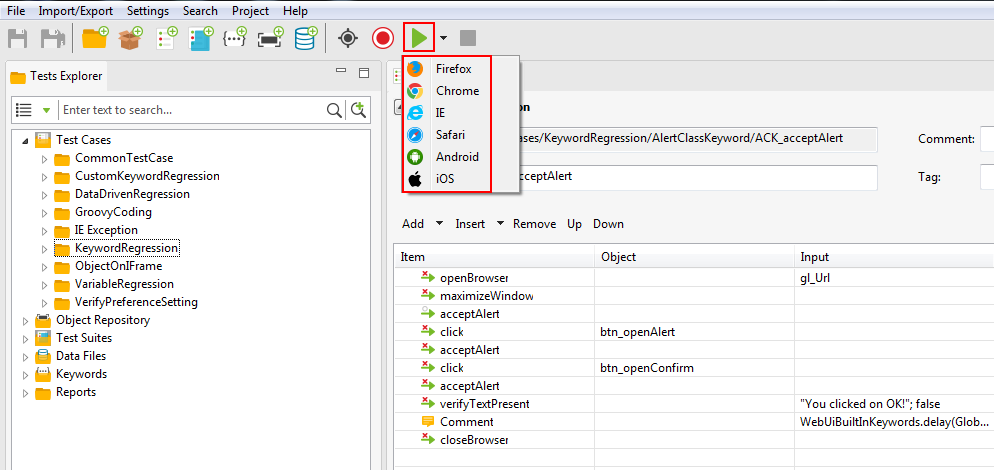 File Import/Export Settings Search Project Help
Tests Explorer
Enter text to search...
Test Cases
CommonTestCase
CustomKeywordRegression
DataDrivenRegression
GroovyCoding
IE Exception
KeywordRegression
ObjectOnIFrame
VariableRegression
VerifyPreferenceSetting
Object Repository
Test Suites
Data Files
Keywords
Reports
Firefox
Chrome
IE
Safari
Android
iOS
on
ases/KeywordRegression/AlertClassKeyword/ACK_acceptAlert
Comment:
cceptAlert
Tag:
Add Insert Remove Up Down
Item Object Input
openBrowser gl_Url
maximizeWindow
acceptAlert
click btn_openAlert
acceptAlert
click btn_openConfirm
acceptAlert
verifyTextPresent "You clicked on OK!"; false
Comment WebUiBuiltInKeywords.delay(Glob...
closeBrowser